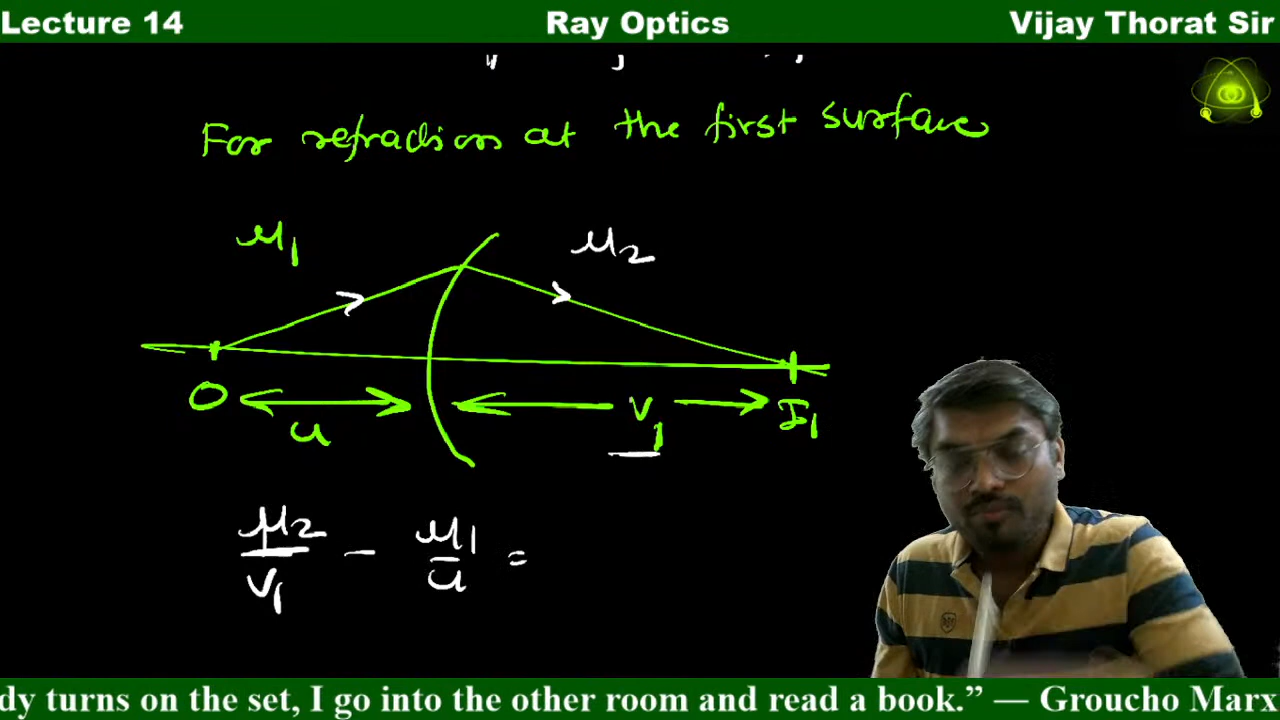 Lecture 14 Ray Optics Vijay Thorat Sir
For refraction at the first surface
μ1 μ2
O u v1 I1
μ2/v1 - μ1/u =
dy turns on the set, I go into the other room and read a book.” — Groucho Marx